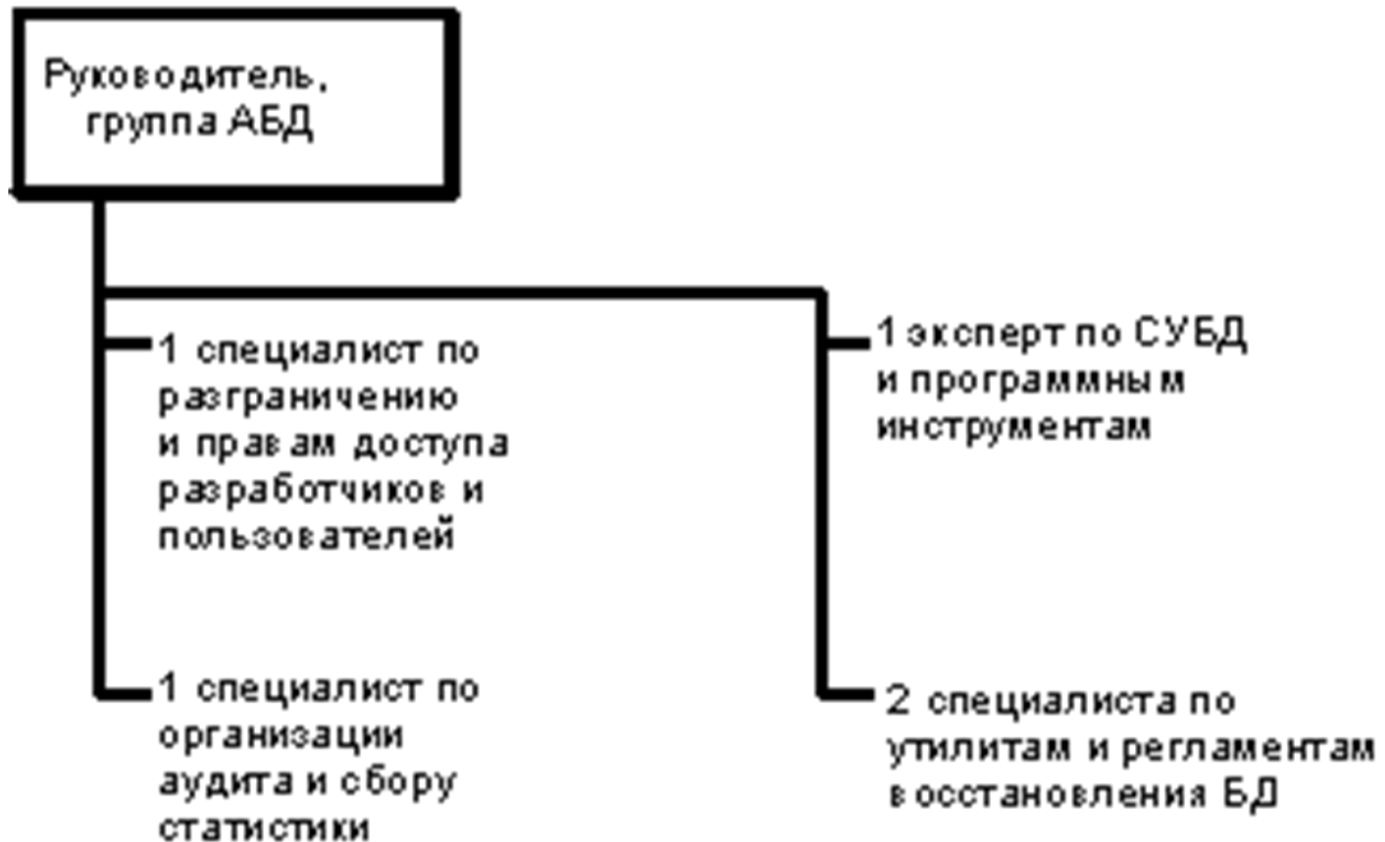 Руководитель,
группа АБД
1 специалист по
разграничению
и правам доступа
разработчиков и
пользователей
1 эксперт по СУБД
и программным
инструментам
1 специалист по
организации
аудита и сбору
статистики
2 специалиста по
утилитам и регламентам
восстановления БД